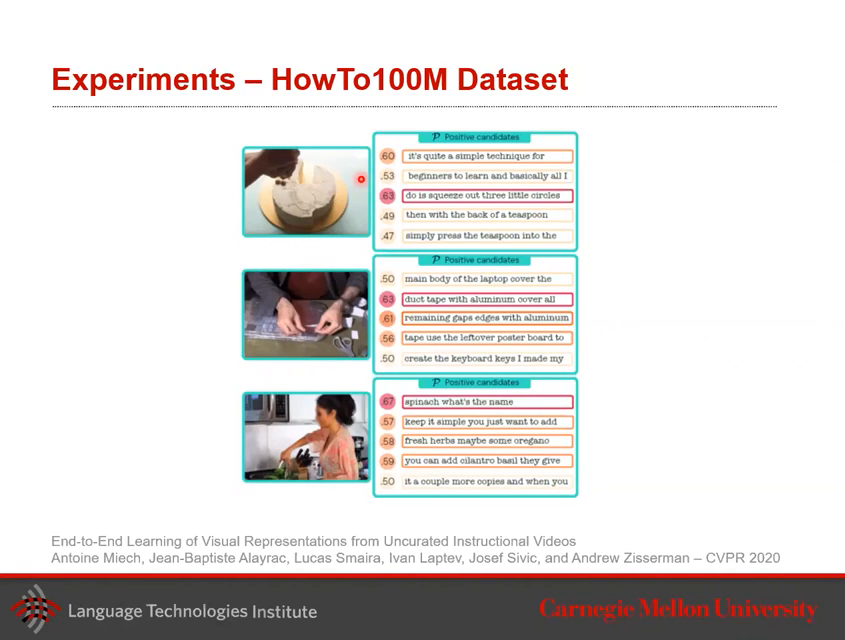 Experiments – HowTo100M Dataset
P Positive candidates
.60 it's quite a simple technique for
.53 beginners to learn and basically all I
.63 do is squeeze out three little circles
.49 then with the back of a teaspoon
.47 simply press the teaspoon into the
P Positive candidates
.50 main body of the laptop cover the
.63 duct tape with aluminum cover all
.61 remaining gaps edges with aluminum
.56 tape use the leftover poster board to
.50 create the keyboard keys I made my
P Positive candidates
.67 spinach what's the name
.57 keep it simple you just want to add
.58 fresh herbs maybe some oregano
.59 you can add cilantro basil they give
.50 it a couple more copies and when you
End-to-End Learning of Visual Representations from Uncurated Instructional Videos
Antoine Miech, Jean-Baptiste Alayrac, Lucas Smaira, Ivan Laptev, Josef Sivic, and Andrew Zisserman – CVPR 2020
Language Technologies Institute
Carnegie Mellon University